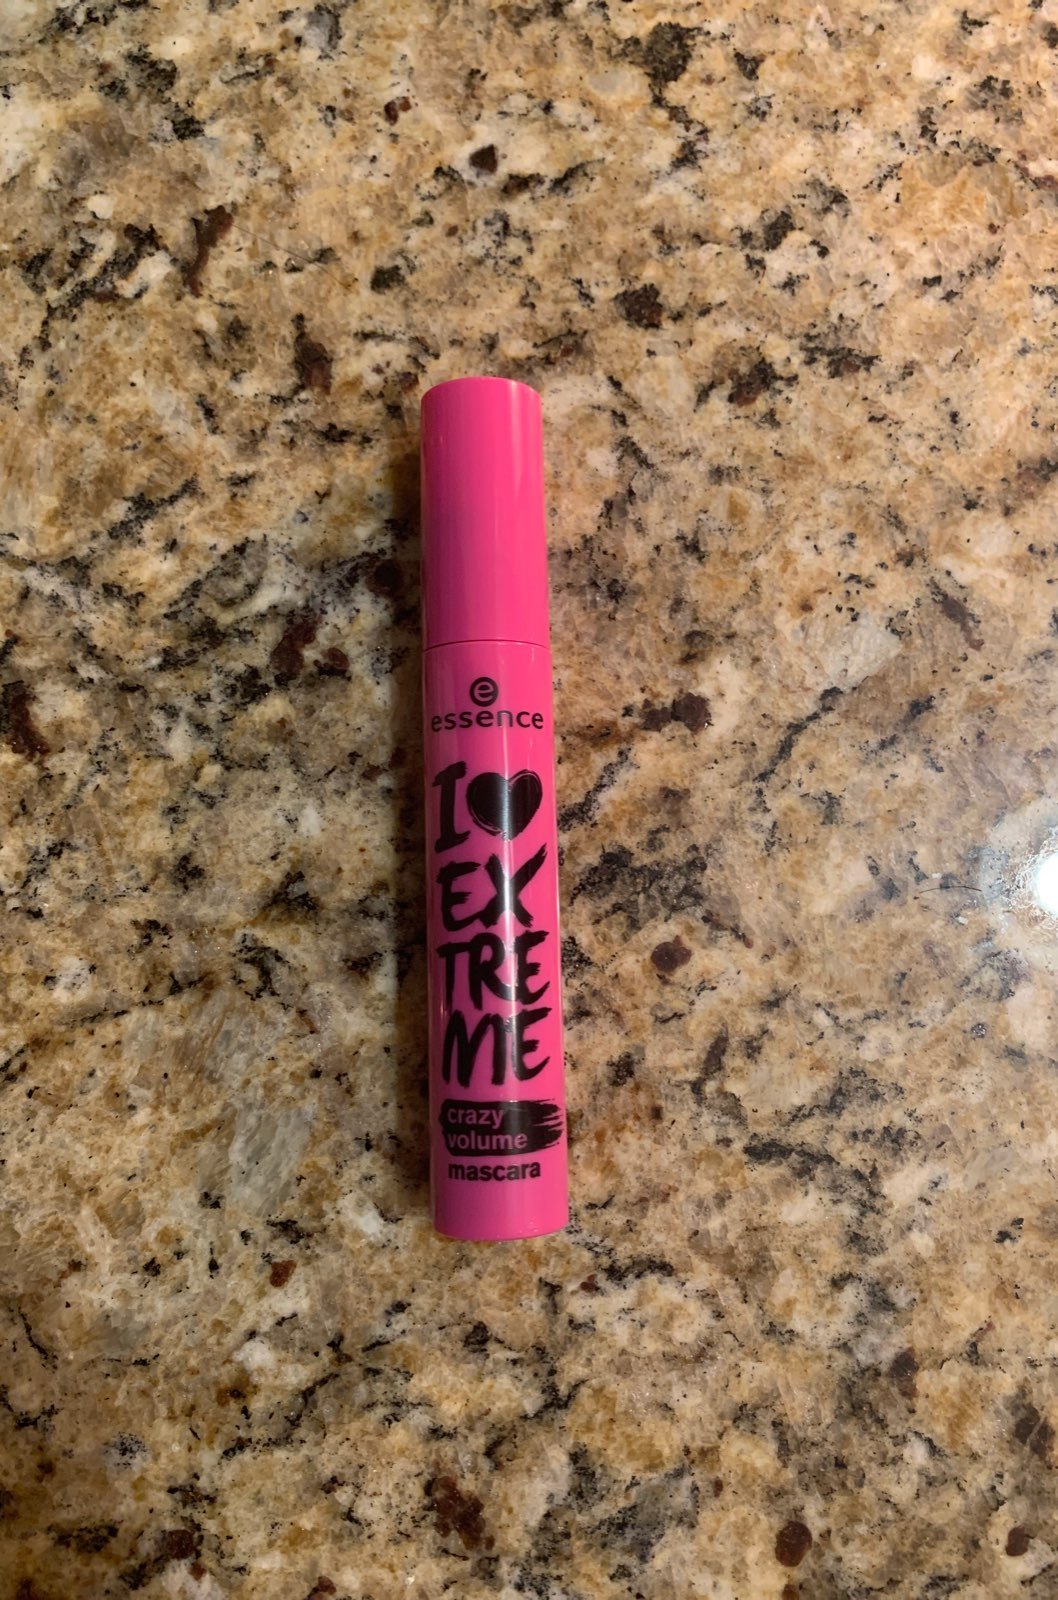 e
essence
I♥
EX
TRE
ME
crazy
volume
mascara